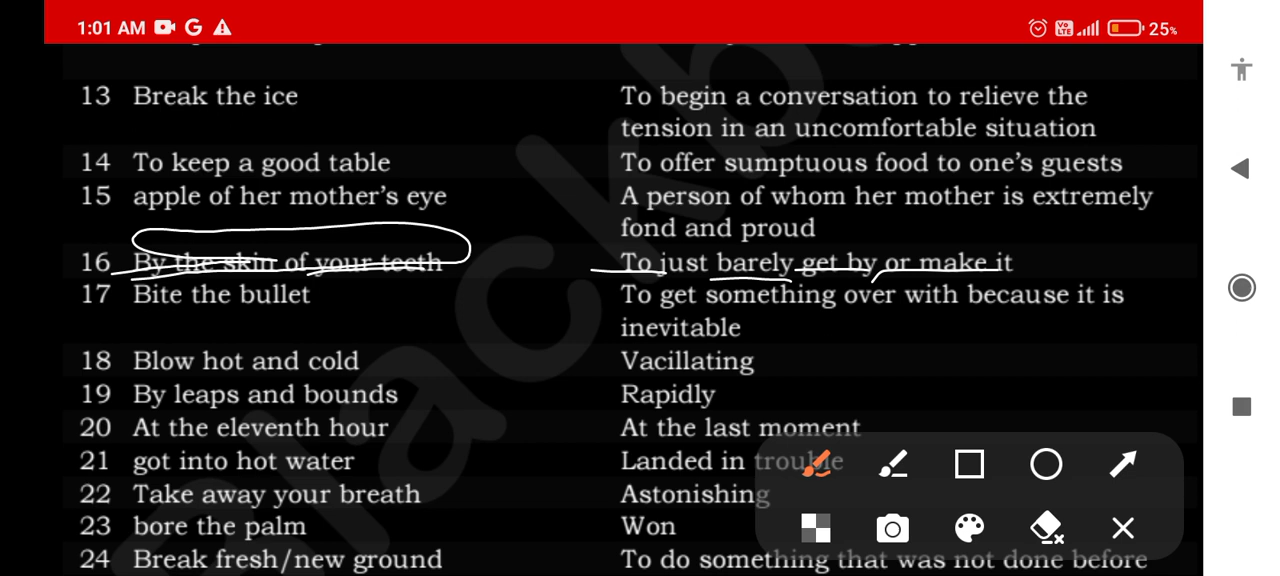 1:01 AM G 25%
13 Break the ice To begin a conversation to relieve the
tension in an uncomfortable situation
14 To keep a good table To offer sumptuous food to one's guests
15 apple of her mother's eye A person of whom her mother is extremely
fond and proud
16 By the skin of your teeth To just barely get by or make it
17 Bite the bullet To get something over with because it is
inevitable
18 Blow hot and cold Vacillating
19 By leaps and bounds Rapidly
20 At the eleventh hour At the last moment
21 got into hot water Landed in trouble
22 Take away your breath Astonishing
23 bore the palm Won
24 Break fresh/new ground To do something that was not done before